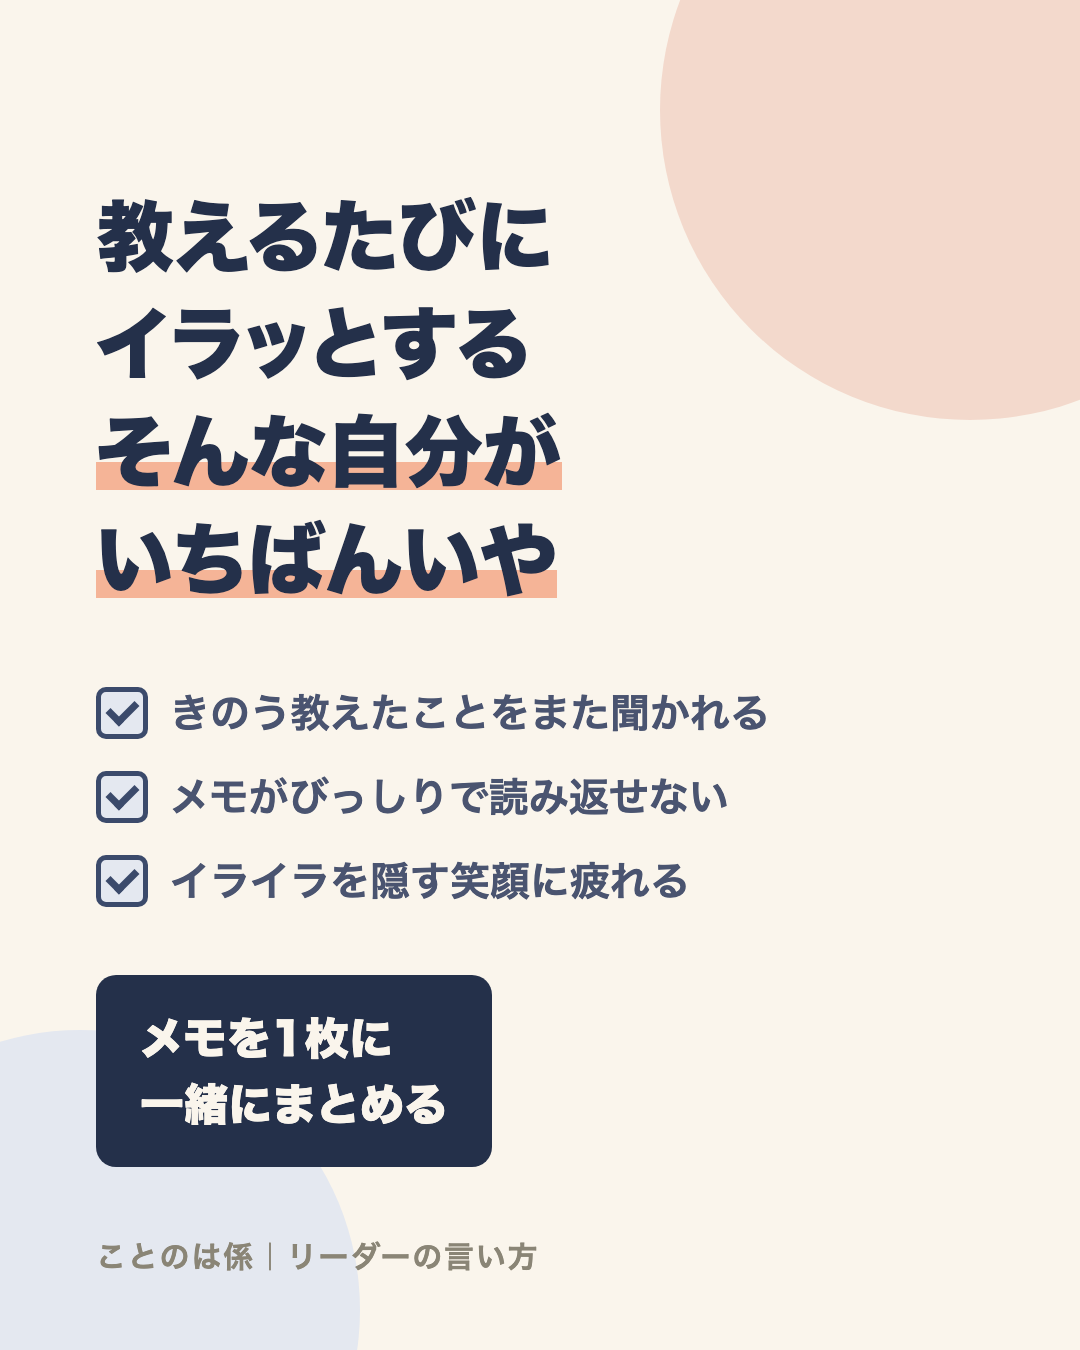 教えるたびに
イラッとする
そんな自分が
いちばんいや
きのう教えたことをまた聞かれる
メモがびっしりで読み返せない
イライラを隠す笑顔に疲れる
メモを1枚に
一緒にまとめる
ことのは係｜リーダーの言い方